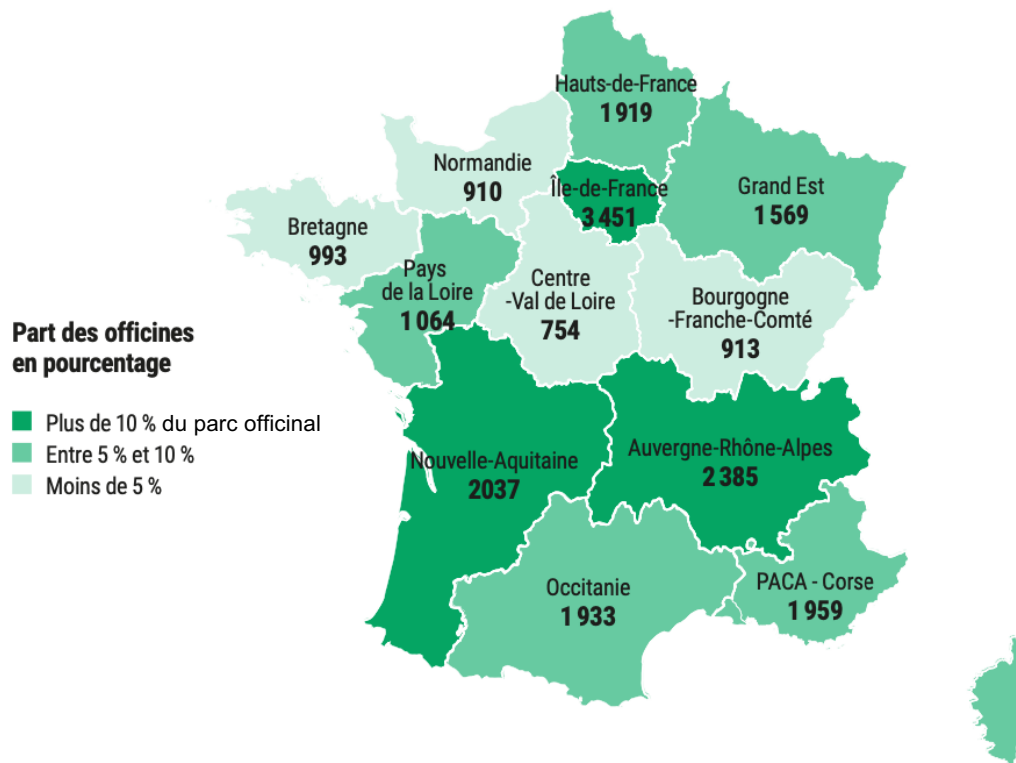 Hauts-de-France
1 919
Normandie
910
Île-de-France
3 451
Grand Est
1 569
Bretagne
993
Pays
de la Loire
1 064
Centre
-Val de Loire
754
Bourgogne
-Franche-Comté
913
Part des officines
en pourcentage
Plus de 10 % du parc officinal
Entre 5 % et 10 %
Moins de 5 %
Nouvelle-Aquitaine
2037
Auvergne-Rhône-Alpes
2 385
Occitanie
1 933
PACA - Corse
1 959